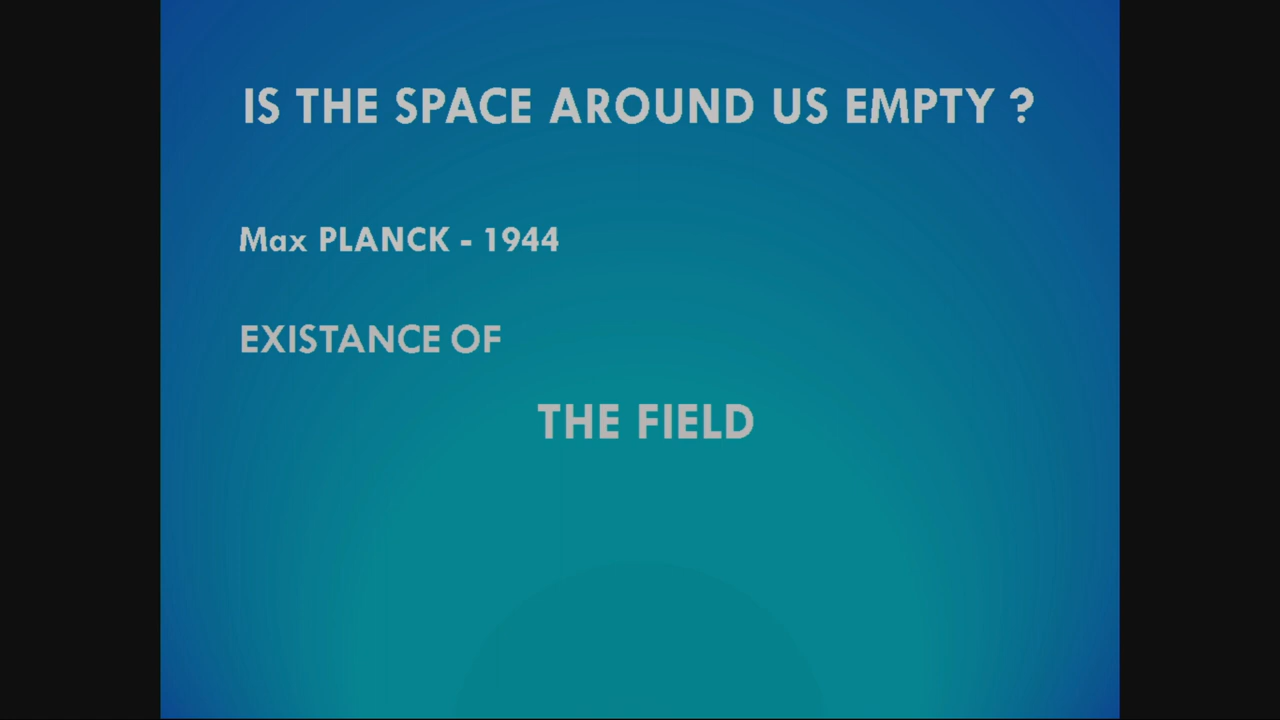 IS THE SPACE AROUND US EMPTY ?
Max PLANCK - 1944
EXISTANCE OF
THE FIELD